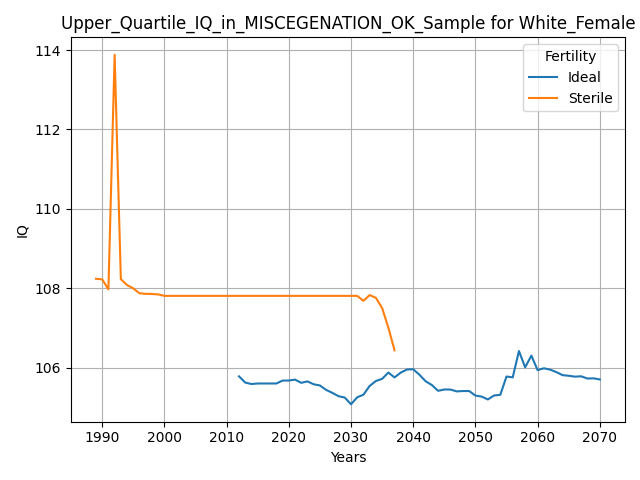 Upper_Quartile_IQ_in_MISCEGENATION_OK_Sample for White_Female
114
112
110
108
106
IQ
Fertility
Ideal
Sterile
1990 2000 2010 2020 2030 2040 2050 2060 2070
Years